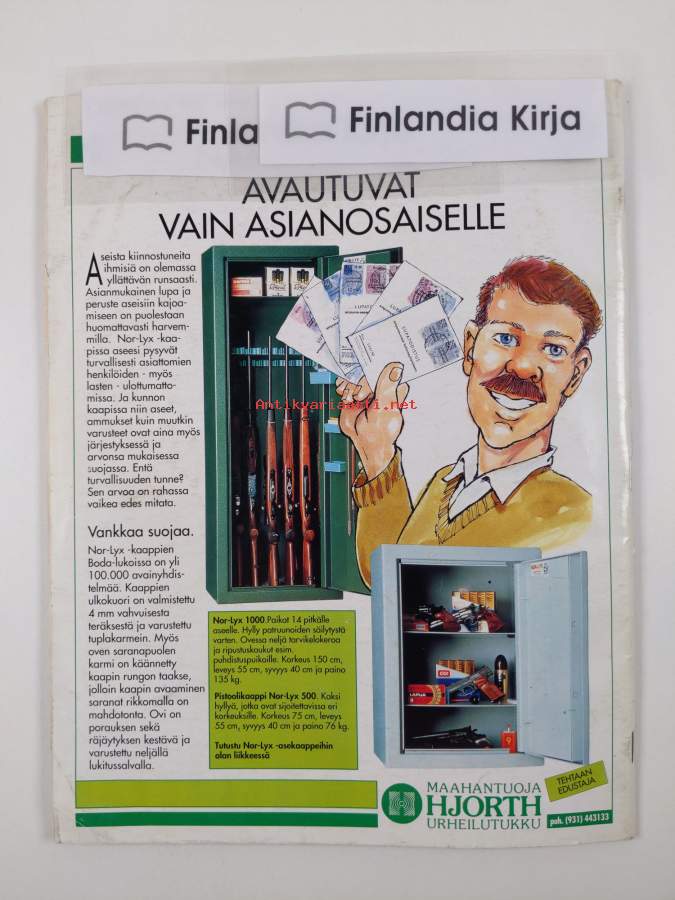 Finla
Finlandia Kirja
AVAUTUVAT
VAIN ASIANOSAISELLE
Aseista kiinnostuneita
ihmisiä on olemassa
yllättävän runsaasti.
Asianmukainen lupa ja
peruste aseisiin kajoa-
miseen on puolestaan
huomattavasti harvem-
milla. Nor-Lyx -kaa-
pissa aseesi pysyvät
turvallisesti asiattomien
henkilöiden - myös
lasten - ulottumatto-
missa. Ja kunnon
kaapissa niin aseet,
ammukset kuin muutkin
varusteet ovat aina myös
järjestyksessä ja
arvonsa mukaisessa
suojassa. Entä
turvallisuuden tunne?
Sen arvoa on rahassa
vaikea edes mitata.
Vankkaa suojaa.
Nor-Lyx -kaappien
Boda-lukoissa on yli
100.000 avainyhdis-
telmää. Kaappien
ulkokuori on valmistettu
4 mm vahvuisesta
teräksestä ja varustettu
tuplakarmein. Myös
oven saranapuolen
karmi on käännetty
kaapin rungon taakse,
jolloin kaapin avaaminen
saranat rikkomalla on
mahdotonta. Ovi on
porauksen sekä
räjäytyksen kestävä ja
varustettu neljällä
lukitussalvalla.
Antikvariaatti.net
Nor-Lyx 1000. Paikat 14 pitkälle
aseelle. Hylly patruunoiden säilytystä
varten. Ovessa neljä tarvikelokeroa
ja ripustuskoukut esim.
puhdistuspuikoille. Korkeus 150 cm,
leveys 55 cm, syvyys 40 cm ja paino
135 kg.
Pistoolikaappi Nor-Lyx 500. Kaksi
hyllyä, jotka ovat sijoitettavissa eri
korkeuksille. Korkeus 75 cm, leveys
55 cm, syvyys 40 cm ja paino 76 kg.
Tutustu Nor-Lyx -asekaappeihin
alan liikkeessä
MAAHANTUOJA
HJORTH
URHEILUTUKKU
TEHTAAN
EDUSTAJA
puh. (931) 443133